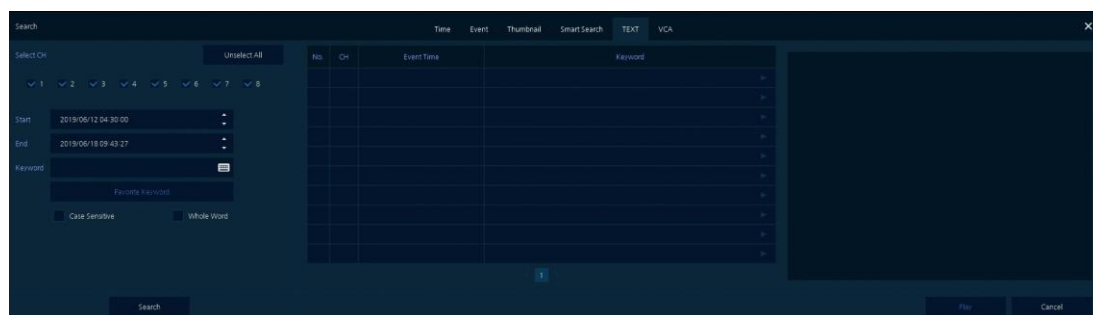 Search
Time Event Thumbnail Smart Search TEXT VCA
Select CH Unselect All
1 2 3 4 5 6 7 8
Start 2019/06/12 04:30:00
End 2019/06/18 09:43:27
Keyword
Favorite Keyword
Case Sensitive Whole Word
Search
No. CH Event Time Keyword
1
Play Cancel